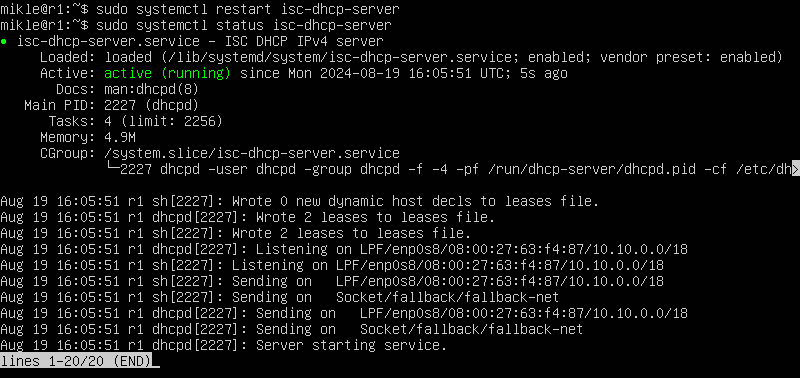 mikle@r1:~$ sudo systemctl restart isc-dhcp-server
mikle@r1:~$ sudo systemctl status isc-dhcp-server
● isc-dhcp-server.service - ISC DHCP IPv4 server
     Loaded: loaded (/lib/systemd/system/isc-dhcp-server.service; enabled; vendor preset: enabled)
     Active: active (running) since Mon 2024-08-19 16:05:51 UTC; 5s ago
       Docs: man:dhcpd(8)
   Main PID: 2227 (dhcpd)
      Tasks: 4 (limit: 2256)
     Memory: 4.9M
     CGroup: /system.slice/isc-dhcp-server.service
             └─2227 dhcpd -user dhcpd -group dhcpd -f -4 -pf /run/dhcp-server/dhcpd.pid -cf /etc/dh>
Aug 19 16:05:51 r1 sh[2227]: Wrote 0 new dynamic host decls to leases file.
Aug 19 16:05:51 r1 dhcpd[2227]: Wrote 2 leases to leases file.
Aug 19 16:05:51 r1 sh[2227]: Wrote 2 leases to leases file.
Aug 19 16:05:51 r1 dhcpd[2227]: Listening on LPF/enp0s8/08:00:27:63:f4:87/10.10.0.0/18
Aug 19 16:05:51 r1 sh[2227]: Listening on LPF/enp0s8/08:00:27:63:f4:87/10.10.0.0/18
Aug 19 16:05:51 r1 sh[2227]: Sending on   LPF/enp0s8/08:00:27:63:f4:87/10.10.0.0/18
Aug 19 16:05:51 r1 sh[2227]: Sending on   Socket/fallback/fallback-net
Aug 19 16:05:51 r1 dhcpd[2227]: Sending on   LPF/enp0s8/08:00:27:63:f4:87/10.10.0.0/18
Aug 19 16:05:51 r1 dhcpd[2227]: Sending on   Socket/fallback/fallback-net
Aug 19 16:05:51 r1 dhcpd[2227]: Server starting service.
lines 1-20/20 (END)